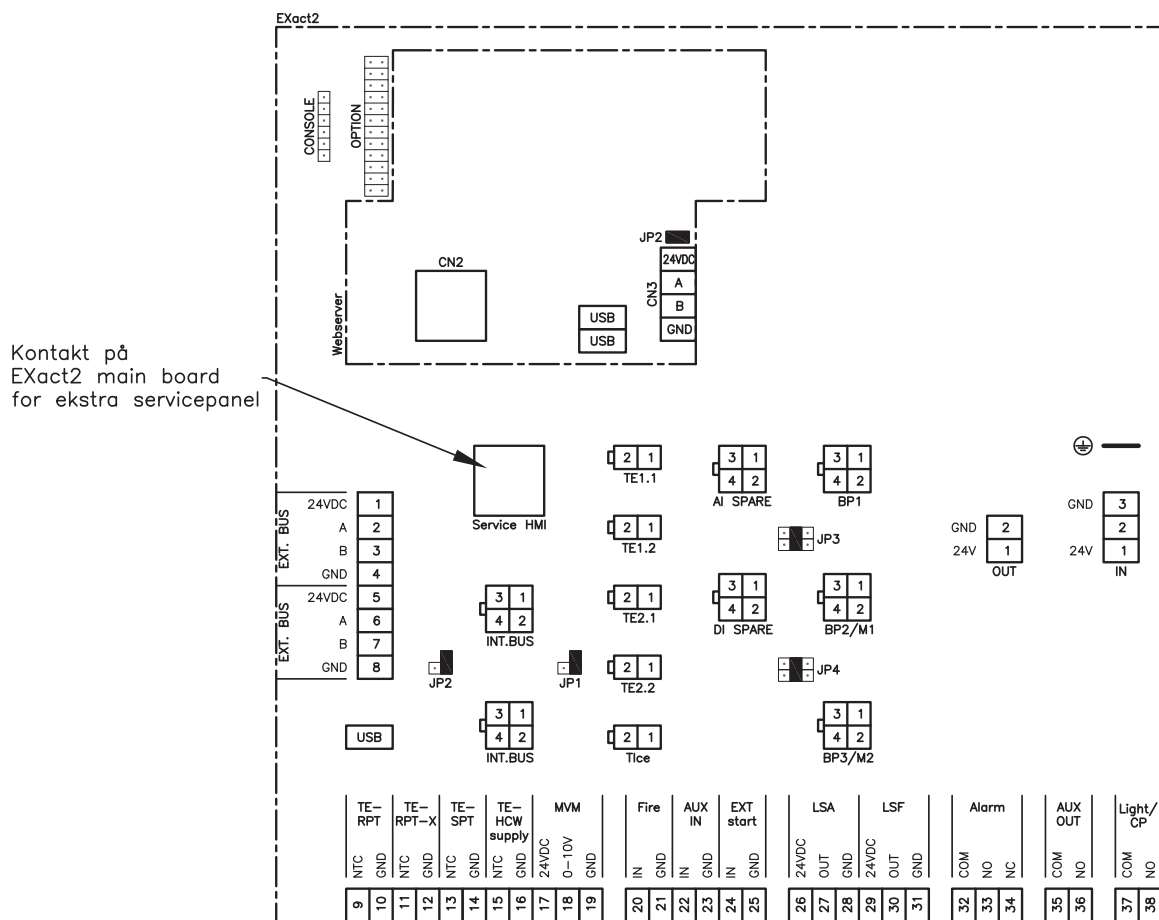 EXact2
CONSOLE
OPTION
JP2
24VDC
A
B
GND
CN3
CN2
USB
USB
Webserver
Kontakt på
EXact2 main board
for ekstra servicepanel
Service HMI
EXT. BUS
24VDC 1
A 2
B 3
GND 4
EXT. BUS
24VDC 5
A 6
B 7
GND 8
USB
JP2
3 1
4 2
INT.BUS
JP1
3 1
4 2
INT.BUS
2 1
TE1.1
2 1
TE1.2
2 1
TE2.1
2 1
TE2.2
2 1
TIce
3 1
4 2
AI SPARE
3 1
4 2
DI SPARE
3 1
4 2
BP1
JP3
3 1
4 2
BP2/M1
JP4
3 1
4 2
BP3/M2
GND 2
24V 1
OUT
GND 3
2
24V 1
IN
TE-
RPT
NTC 9
GND 10
TE-
RPT-X
NTC 11
GND 12
TE-
SPT
NTC 13
GND 14
TE-
HCW
supply
NTC 15
GND 16
MVM
24VDC 17
0-10V 18
GND 19
Fire
IN 20
GND 21
AUX
IN
IN 22
GND 23
EXT
start
IN 24
GND 25
LSA
24VDC 26
OUT 27
GND 28
LSF
24VDC 29
OUT 30
GND 31
Alarm
COM 32
NO 33
NC 34
AUX
OUT
COM 35
NO 36
Light/
CP
COM 37
NO 38